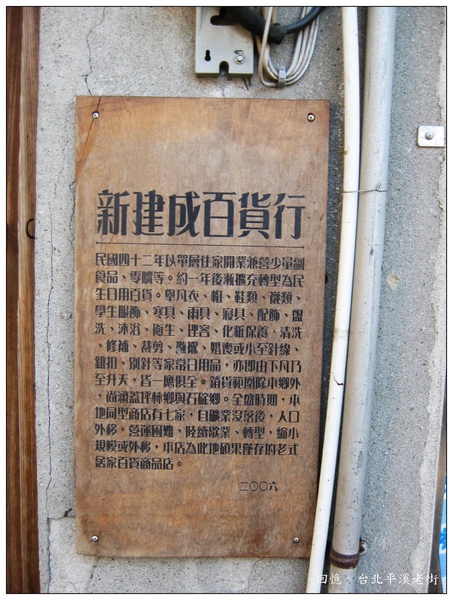 新建成百貨行
民國四十二年以單層住家開業兼營少量副
食品、零購等。約一年後漸擴充轉型為民
生日用百貨。舉凡衣、帽、鞋類、襪類、
學生服飾、寒具、雨具、寢具、配飾、盥
洗、沐浴、衛生、理容、化粧保養、清洗
、修補、裁剪、 婚喪或小至針線、
鈕扣、別針等家常日用品，亦即由下凡乃
至升天，皆一應俱全。銷貨範圍除本鄉外
，尚涵蓋坪林鄉與石碇鄉。全盛時期，本
地同型商店有七家，自礦業沒落後，人口
外移，營運困難，陸續歇業、轉型，縮小
規模或外移，本店為此地碩果僅存的老式
居家百貨商品店。
二〇〇六
回憶。台北平溪老街